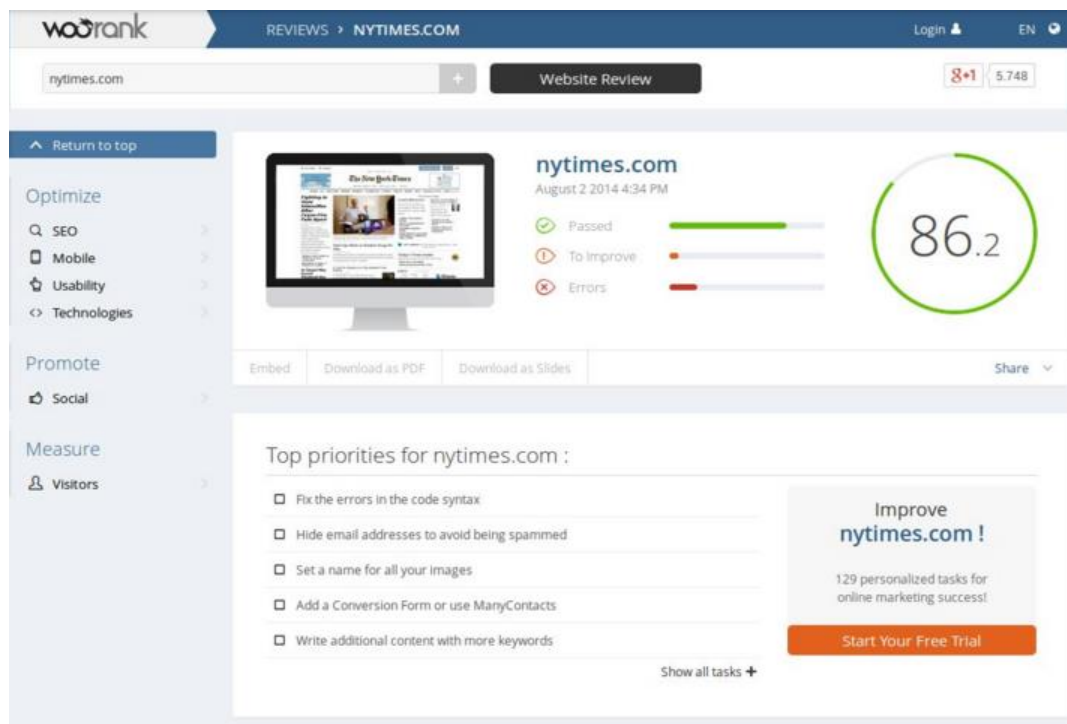 woorank
REVIEWS > NYTIMES.COM
Login
EN
nytimes.com
+
Website Review
g+1
5.748
Return to top
Optimize
SEO
Mobile
Usability
<> Technologies
Promote
Social
Measure
Visitors
The New York Times
nytimes.com
August 2 2014 4:34 PM
Passed
To Improve
Errors
86.2
Embed
Download as PDF
Download as Slides
Share
Top priorities for nytimes.com :
Fix the errors in the code syntax
Hide email addresses to avoid being spammed
Set a name for all your images
Add a Conversion Form or use ManyContacts
Write additional content with more keywords
Show all tasks +
Improve
nytimes.com !
129 personalized tasks for
online marketing success!
Start Your Free Trial